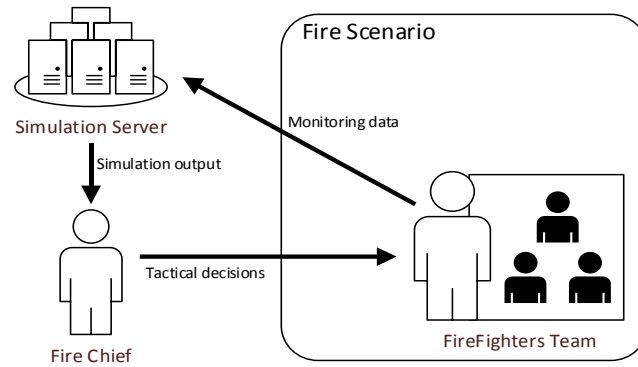 Fire Scenario
Monitoring data
Simulation Server
Simulation output
Tactical decisions
Fire Chief
FireFighters Team